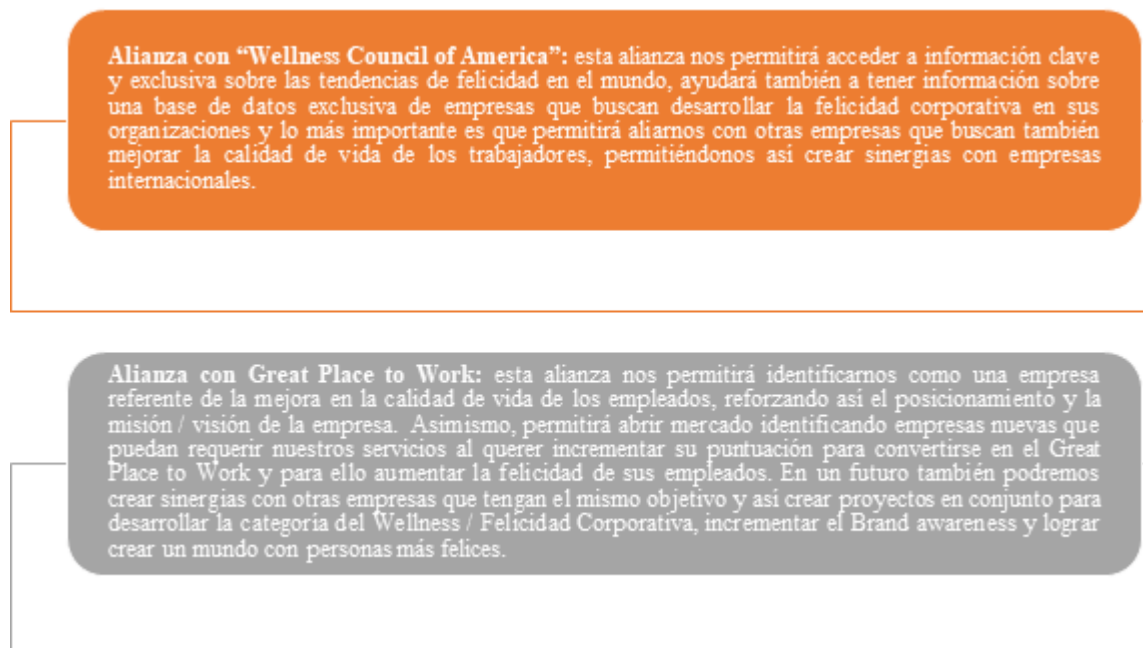 Alianza con “Wellness Council of America”: esta alianza nos permitirá acceder a información clave
y exclusiva sobre las tendencias de felicidad en el mundo, ayudará también a tener información sobre
una base de datos exclusiva de empresas que buscan desarrollar la felicidad corporativa en sus
organizaciones y lo más importante es que permitirá aliarnos con otras empresas que buscan también
mejorar la calidad de vida de los trabajadores, permitiéndonos así crear sinergias con empresas
internacionales.
Alianza con Great Place to Work: esta alianza nos permitirá identificarnos como una empresa
referente de la mejora en la calidad de vida de los empleados, reforzando así el posicionamiento y la
misión / visión de la empresa. Asimismo, permitirá abrir mercado identificando empresas nuevas que
puedan requerir nuestros servicios al querer incrementar su puntuación para convertirse en el Great
Place to Work y para ello aumentar la felicidad de sus empleados. En un futuro también podremos
crear sinergias con otras empresas que tengan el mismo objetivo y así crear proyectos en conjunto para
desarrollar la categoría del Wellness / Felicidad Corporativa, incrementar el Brand awareness y lograr
crear un mundo con personas más felices.